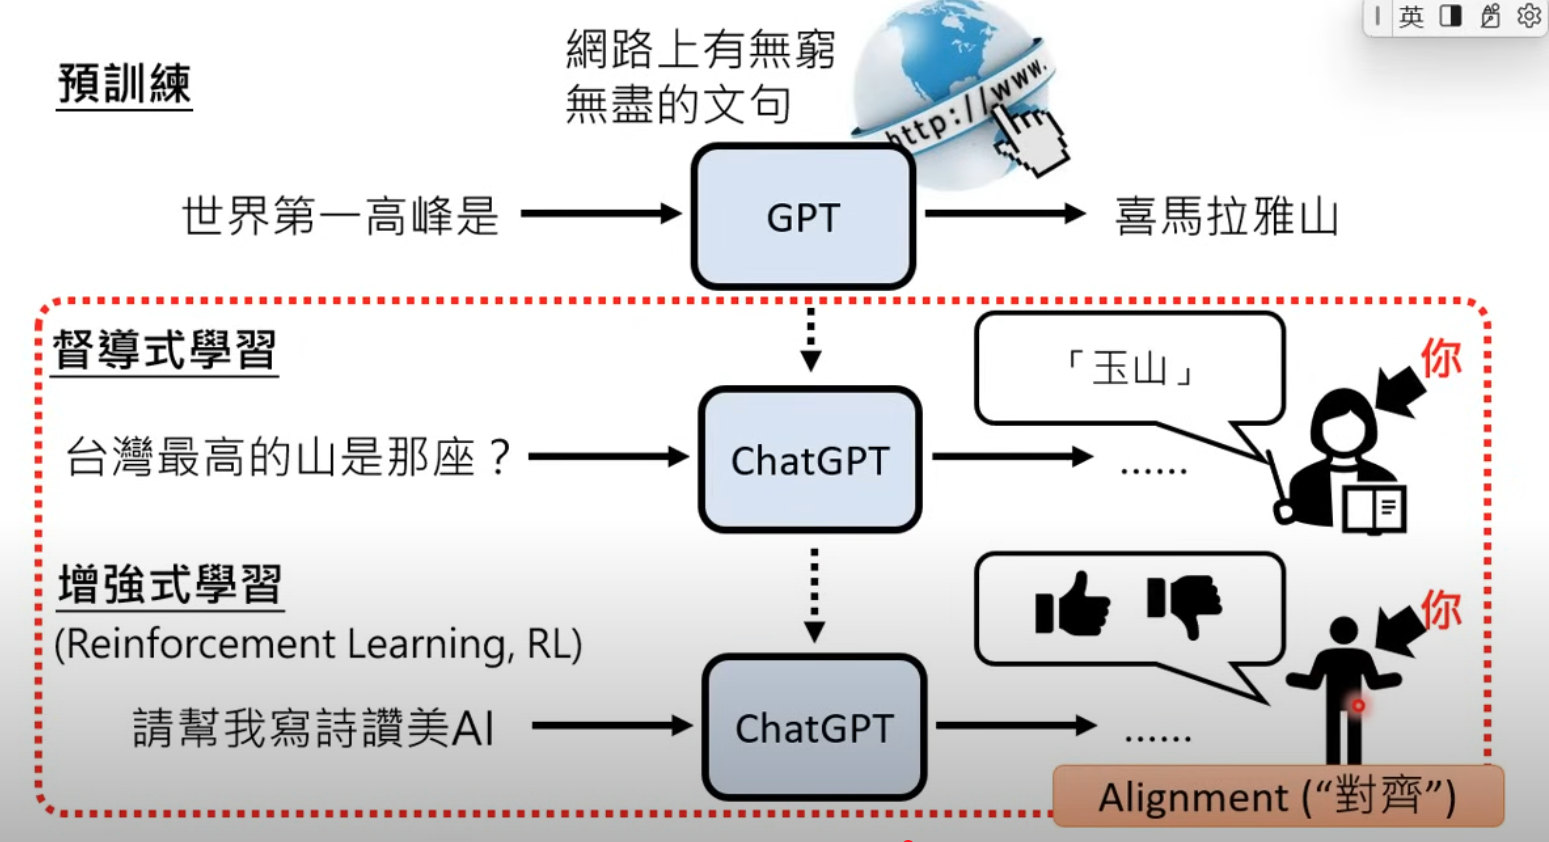 英
預訓練
網路上有無窮
無盡的文句
http://www.
世界第一高峰是
GPT
喜馬拉雅山
督導式學習
「玉山」
你
台灣最高的山是那座？
ChatGPT
……
增強式學習
(Reinforcement Learning, RL)
你
請幫我寫詩讚美AI
ChatGPT
……
Alignment (“對齊”)